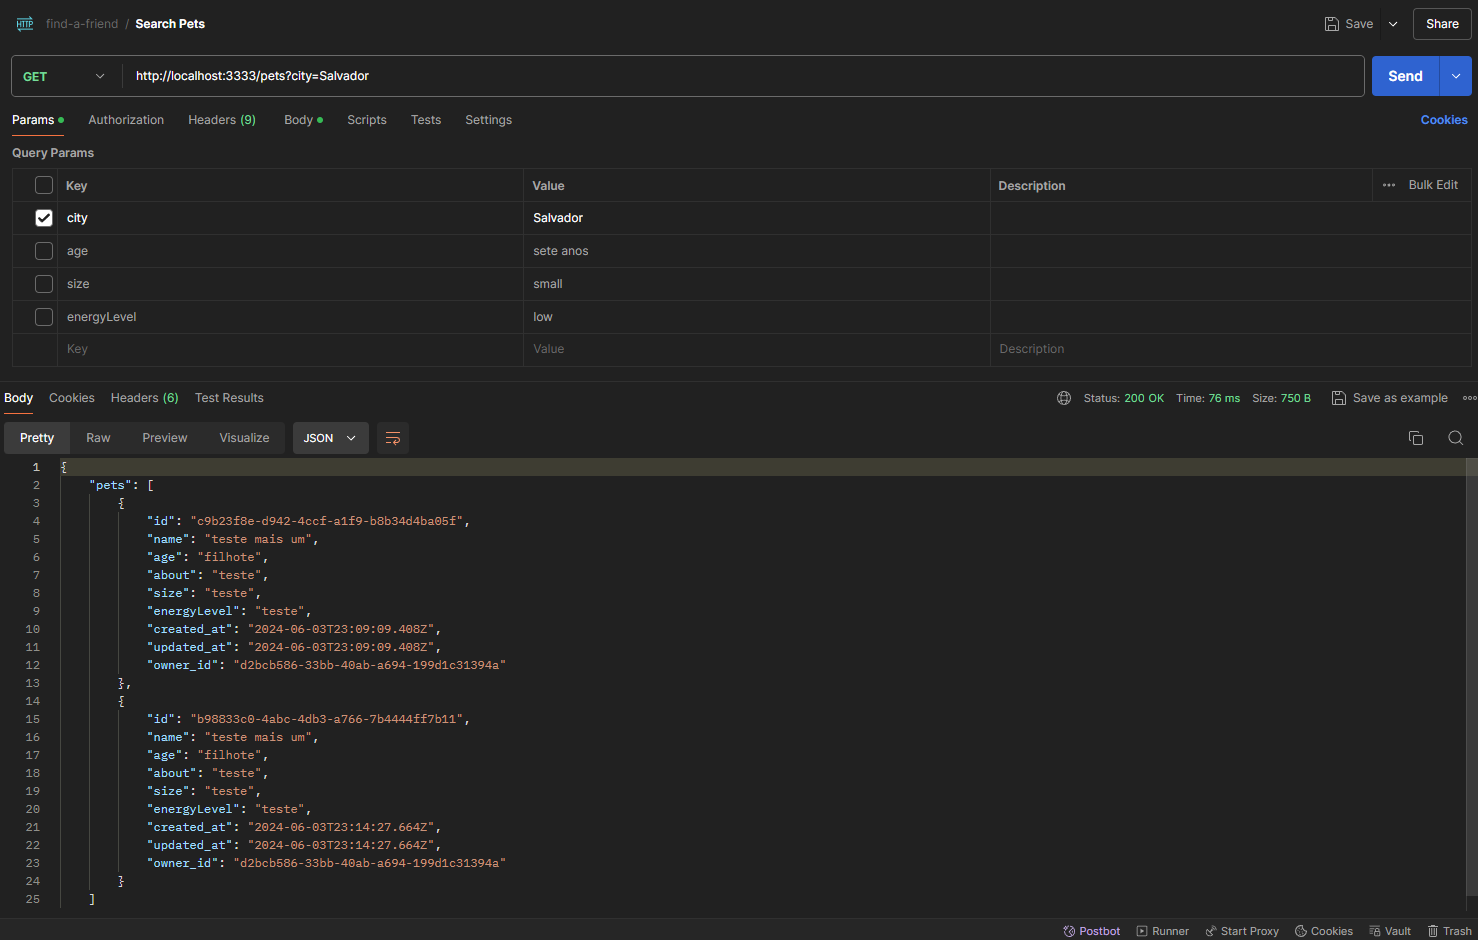 HTTP find-a-friend / Search Pets Save Share
GET http://localhost:3333/pets?city=Salvador Send
Params Authorization Headers (9) Body Scripts Tests Settings Cookies
Query Params
Key Value Description Bulk Edit
city Salvador
age sete anos
size small
energyLevel low
Key Value Description
Body Cookies Headers (6) Test Results Status: 200 OK Time: 76 ms Size: 750 B Save as example
Pretty Raw Preview Visualize JSON
1 {
2 "pets": [
3 {
4 "id": "c9b23f8e-d942-4ccf-a1f9-b8b34d4ba05f",
5 "name": "teste mais um",
6 "age": "filhote",
7 "about": "teste",
8 "size": "teste",
9 "energyLevel": "teste",
10 "created_at": "2024-06-03T23:09:09.408Z",
11 "updated_at": "2024-06-03T23:09:09.408Z",
12 "owner_id": "d2bcb586-33bb-40ab-a694-199d1c31394a"
13 },
14 {
15 "id": "b98833c0-4abc-4db3-a766-7b4444ff7b11",
16 "name": "teste mais um",
17 "age": "filhote",
18 "about": "teste",
19 "size": "teste",
20 "energyLevel": "teste",
21 "created_at": "2024-06-03T23:14:27.664Z",
22 "updated_at": "2024-06-03T23:14:27.664Z",
23 "owner_id": "d2bcb586-33bb-40ab-a694-199d1c31394a"
24 }
25 ]
Postbot Runner Start Proxy Cookies Vault Trash